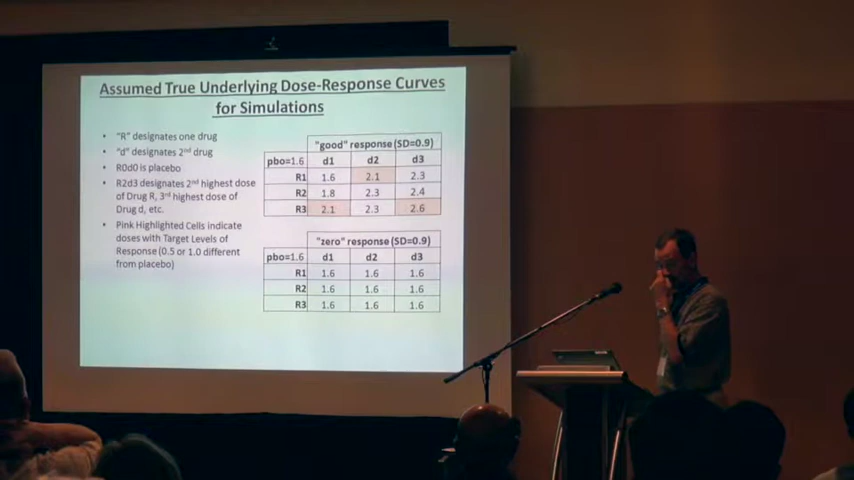 Assumed True Underlying Dose-Response Curves
for Simulations
• "R" designates one drug
• "d" designates 2nd drug
• R0d0 is placebo
• R2d3 designates 2nd highest dose
of Drug R, 3rd highest dose of
Drug d, etc.
• Pink Highlighted Cells indicate
doses with Target Levels of
Response (0.5 or 1.0 different
from placebo)
"good" response (SD=0.9)
pbo=1.6 d1 d2 d3
R1 1.6 2.1 2.3
R2 1.8 2.3 2.4
R3 2.1 2.3 2.6
"zero" response (SD=0.9)
pbo=1.6 d1 d2 d3
R1 1.6 1.6 1.6
R2 1.6 1.6 1.6
R3 1.6 1.6 1.6